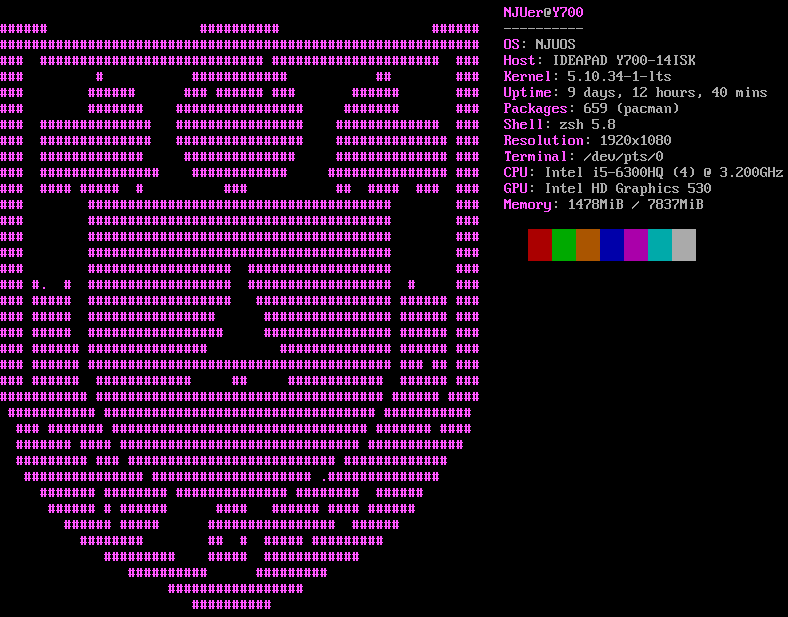 NJUer@Y700
----------
OS: NJUOS
Host: IDEAPAD Y700-14ISK
Kernel: 5.10.34-1-lts
Uptime: 9 days, 12 hours, 40 mins
Packages: 659 (pacman)
Shell: zsh 5.8
Resolution: 1920x1080
Terminal: /dev/pts/0
CPU: Intel i5-6300HQ (4) @ 3.200GHz
GPU: Intel HD Graphics 530
Memory: 1478MiB / 7837MiB